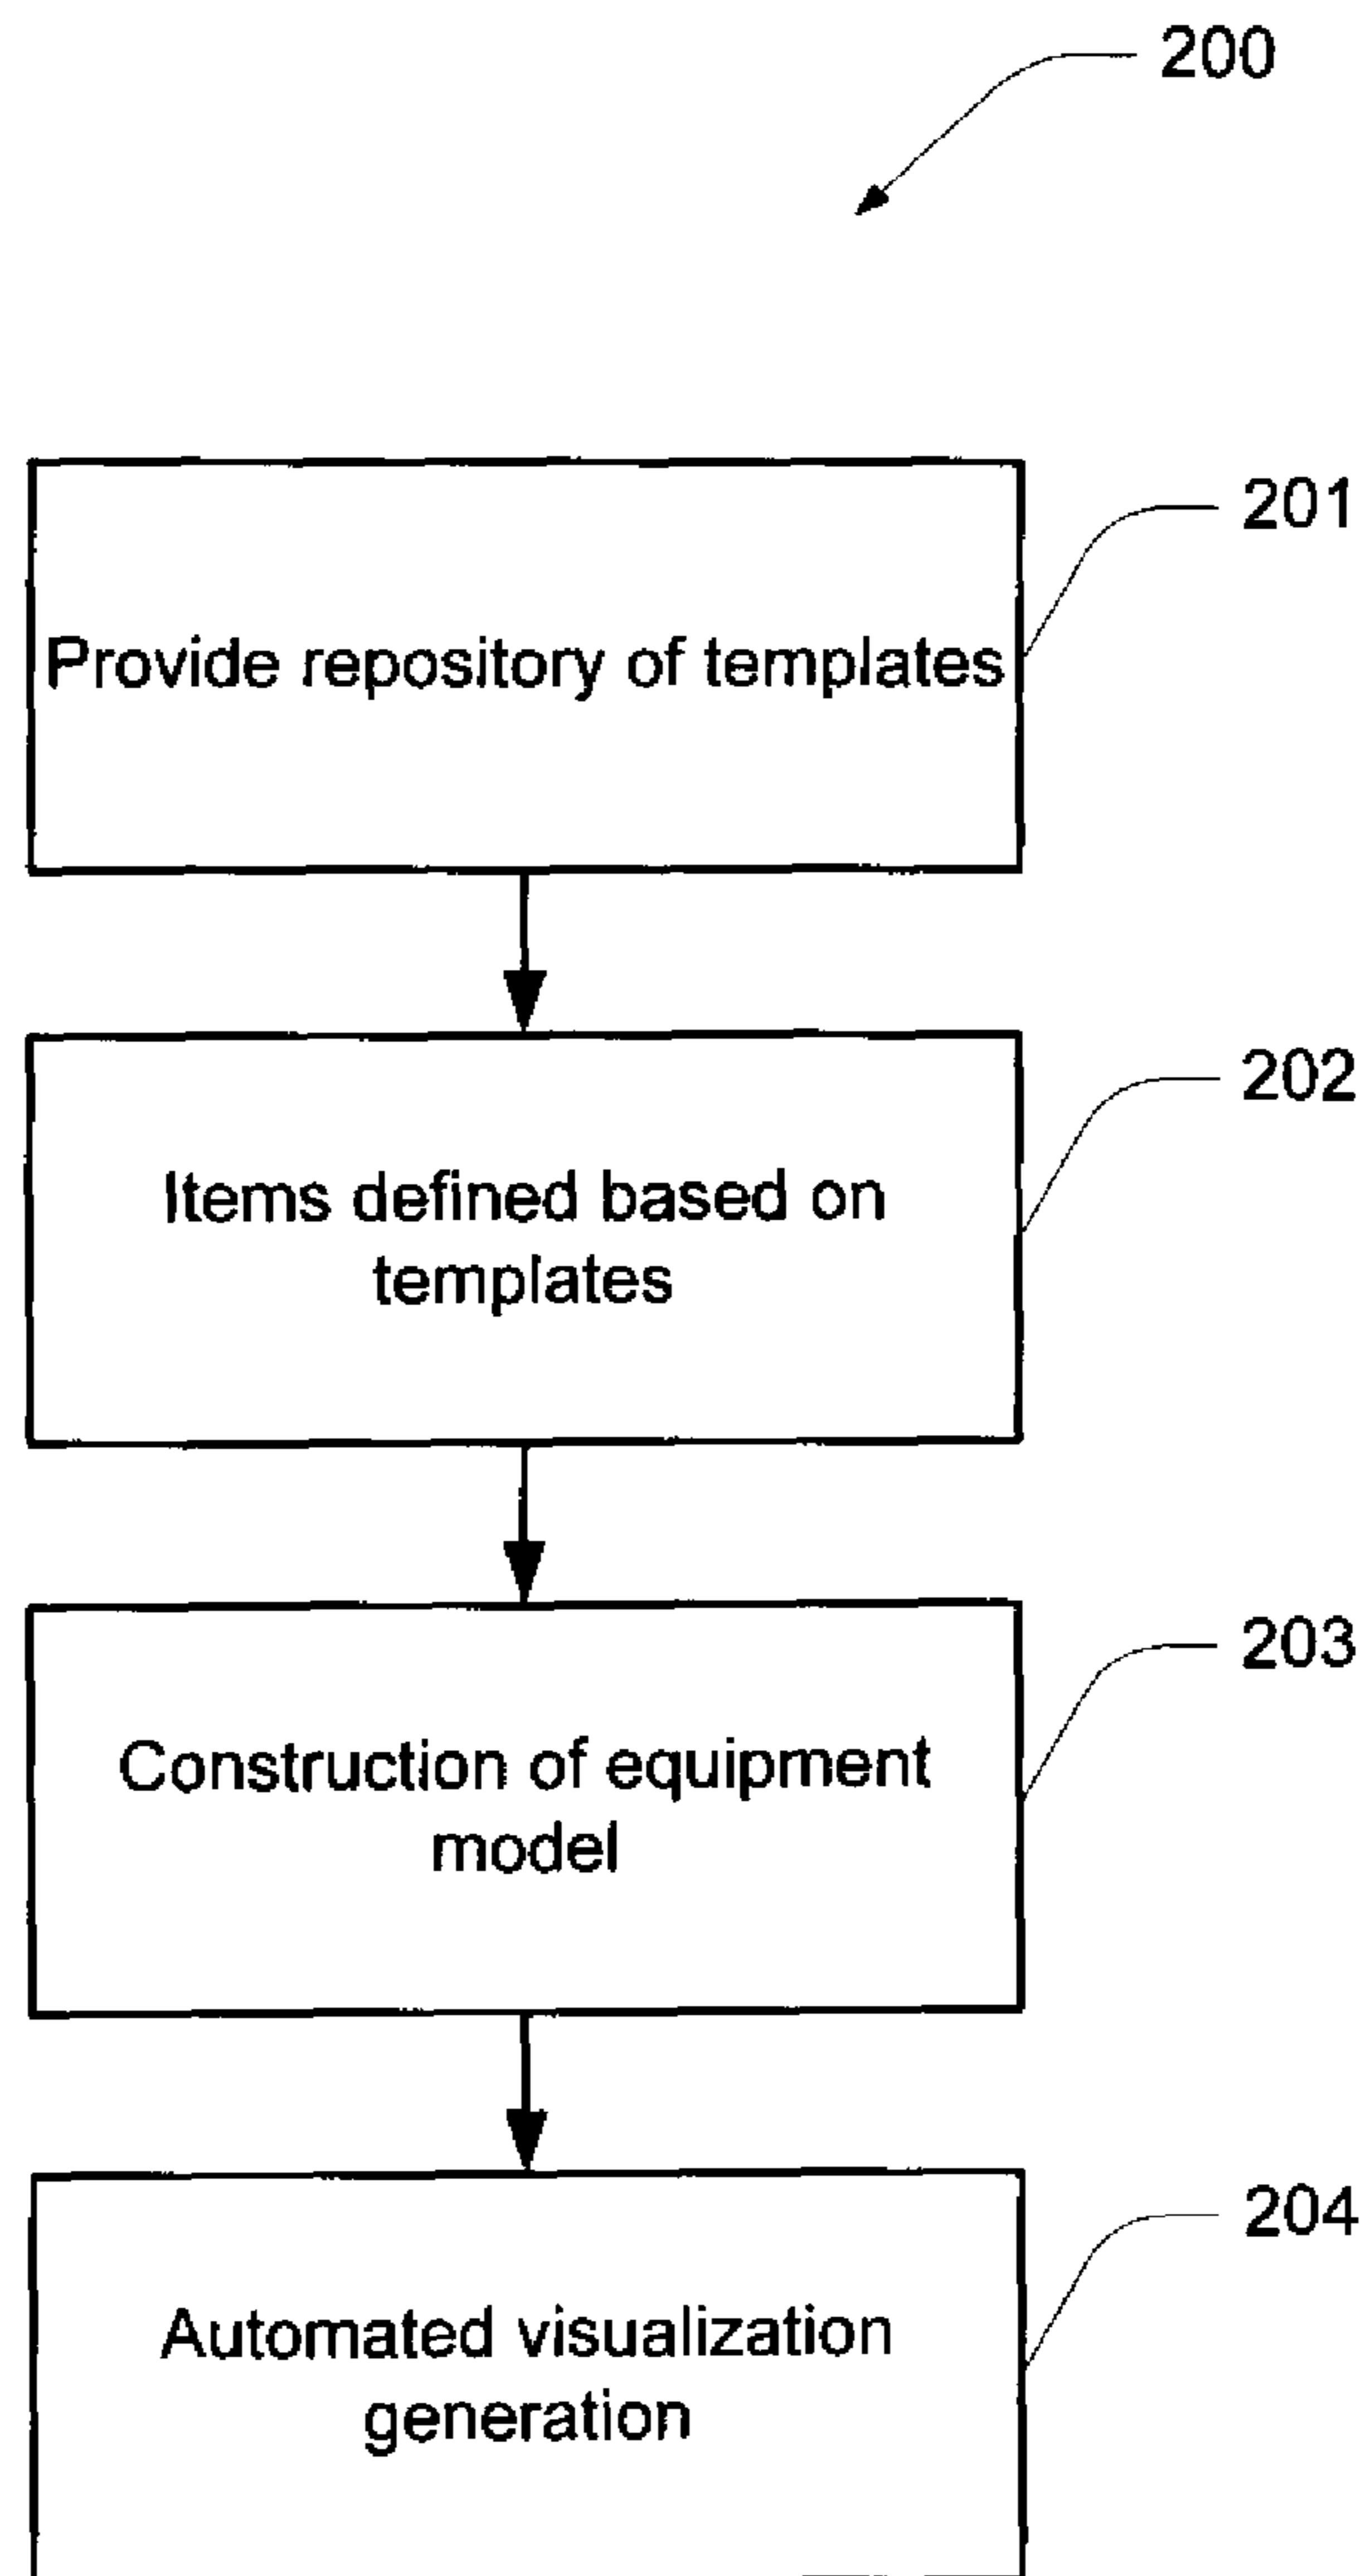 200
201
Provide repository of templates
202
Items defined based on
templates
203
Construction of equipment
model
204
Automated visualization
generation